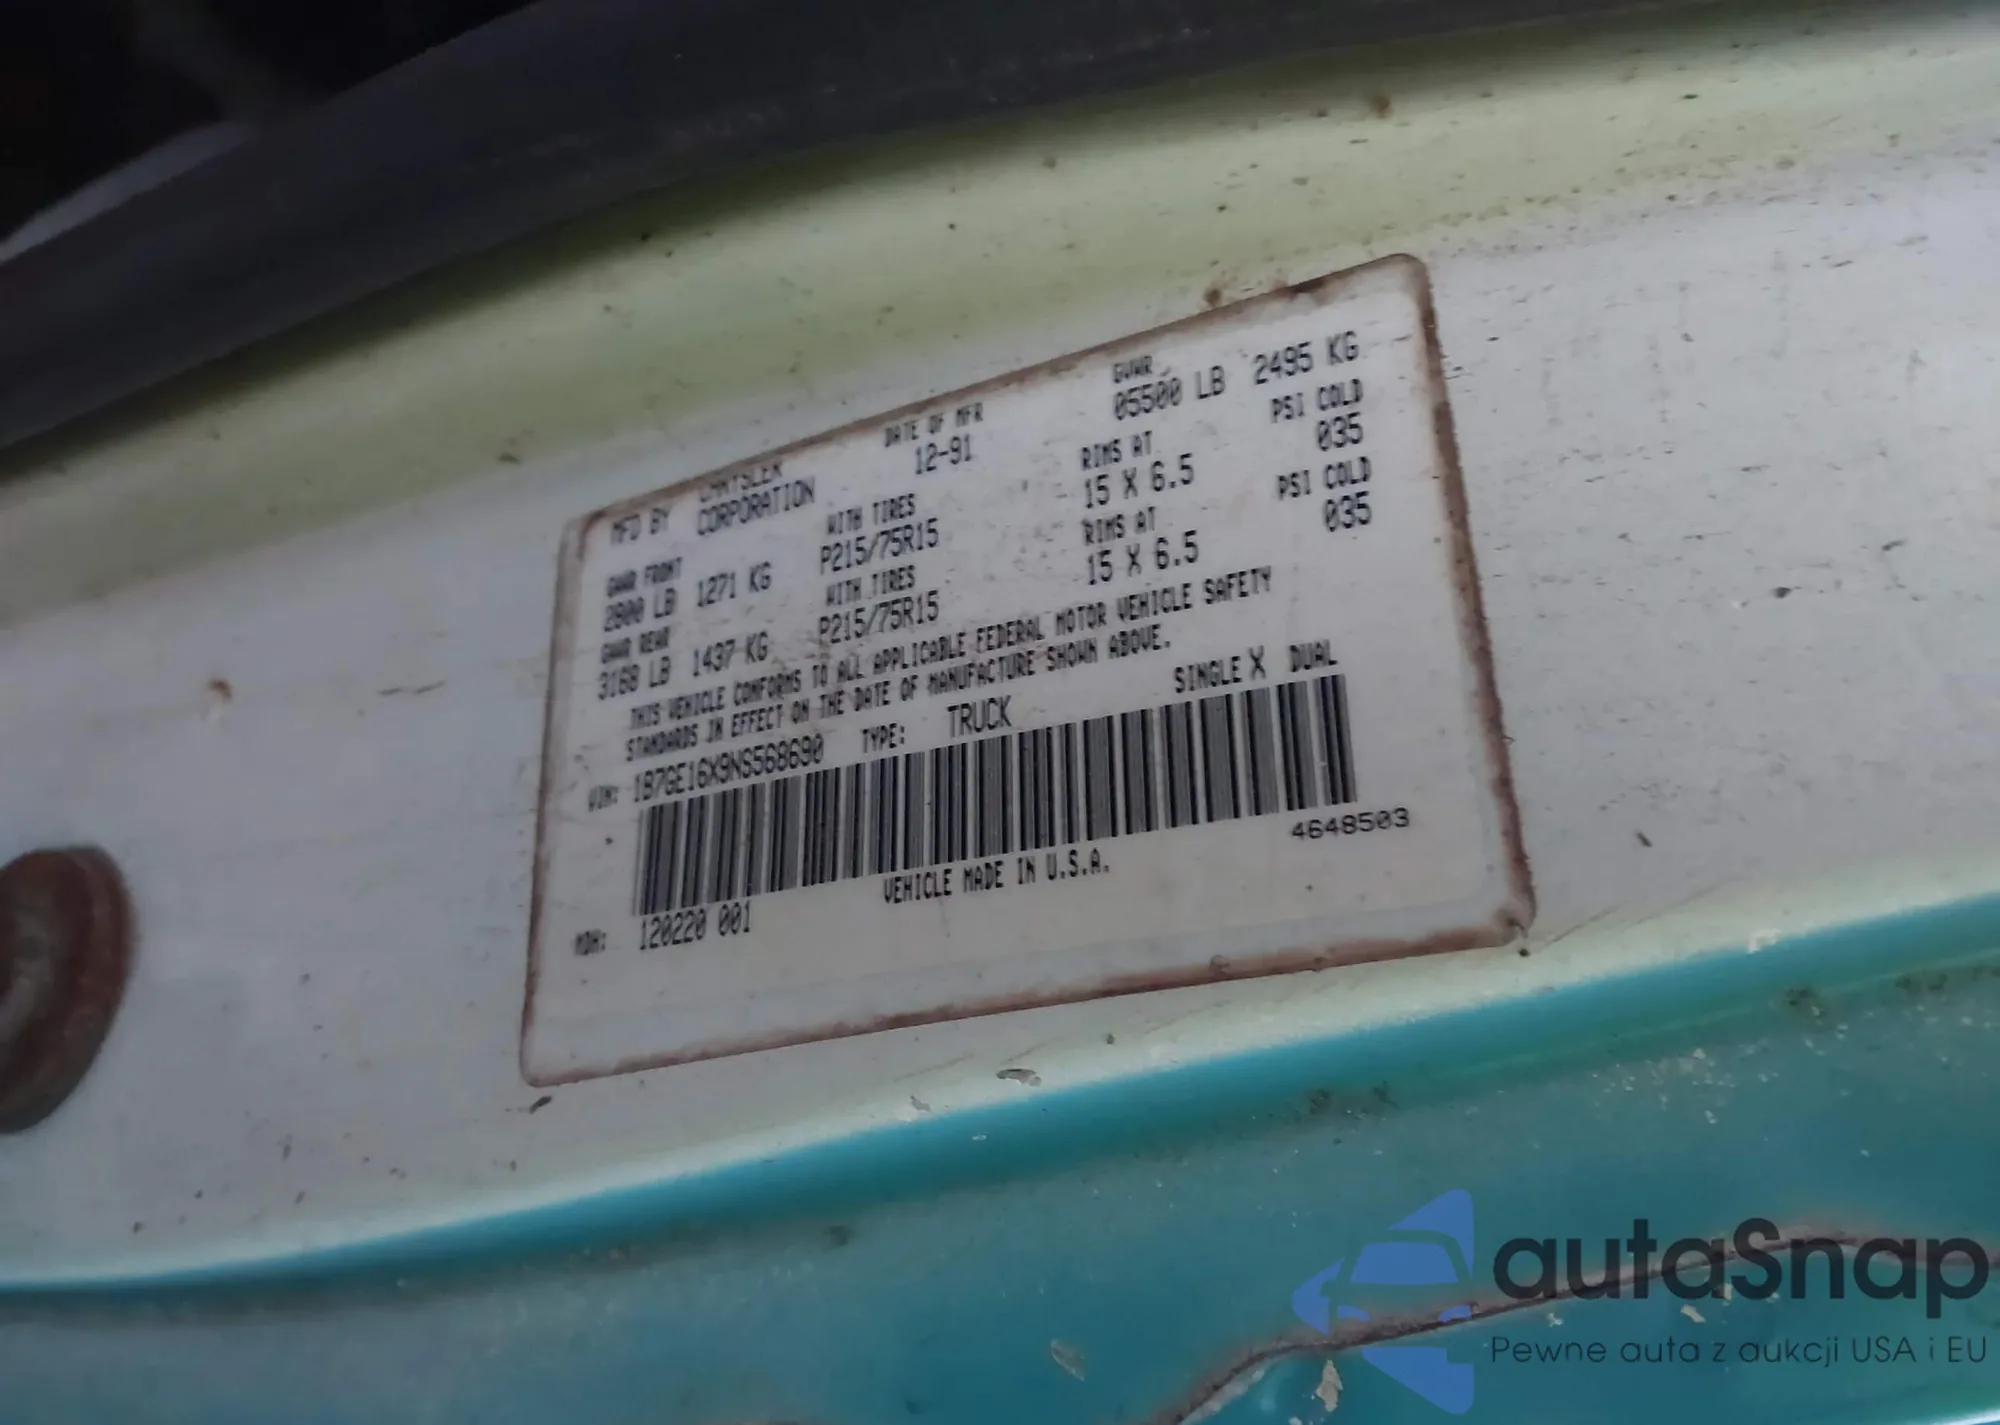 MFD BY CHRYSLER CORPORATION DATE OF MFR 12-91 GVWR 05500 LB 2495 KG
GAWR FRONT WITH TIRES RIMS AT PSI COLD
2800 LB 1271 KG P215/75R15 15 X 6.5 035
GAWR REAR WITH TIRES RIMS AT PSI COLD
3168 LB 1437 KG P215/75R15 15 X 6.5 035
THIS VEHICLE CONFORMS TO ALL APPLICABLE FEDERAL MOTOR VEHICLE SAFETY
STANDARDS IN EFFECT ON THE DATE OF MANUFACTURE SHOWN ABOVE.
VIN: 1B7GE16X9NS568690 TYPE: TRUCK SINGLE X DUAL
4648503
VEHICLE MADE IN U.S.A.
MDH: 120220 001
autaSnap
Pewne auta z aukcji USA i EU